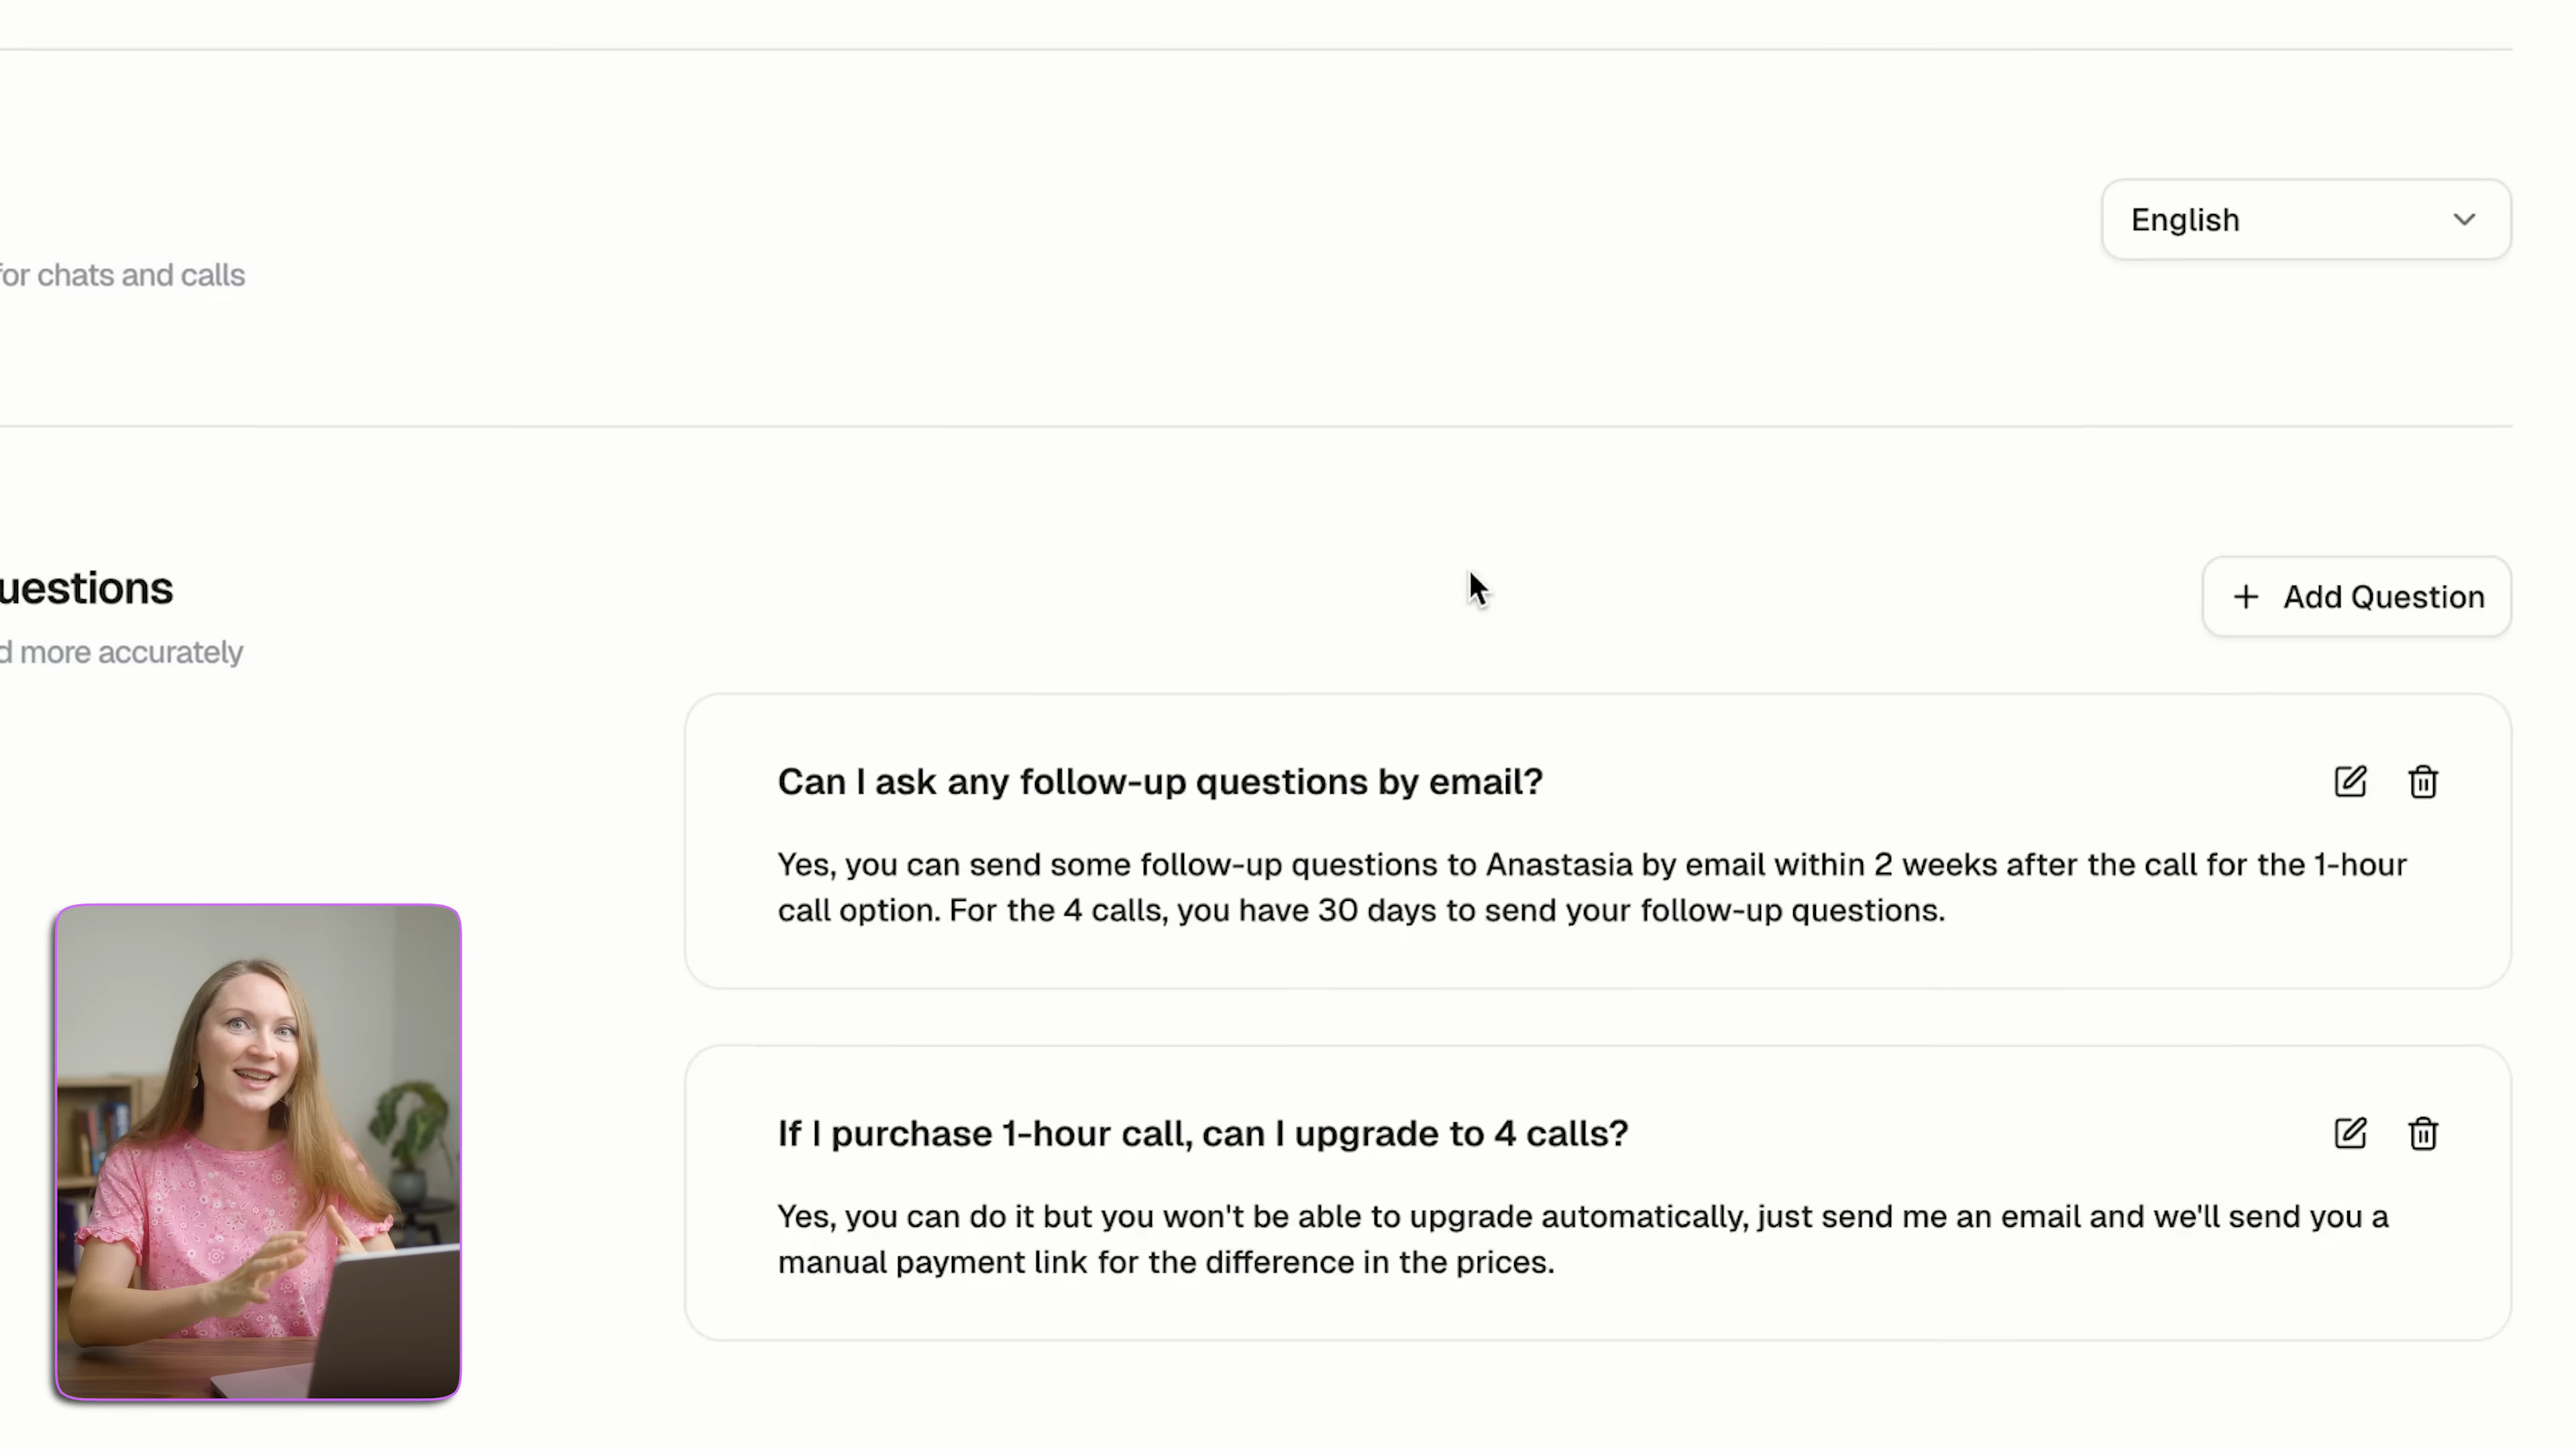 English
for chats and calls
uestions
+ Add Question
d more accurately
Can I ask any follow-up questions by email?
Yes, you can send some follow-up questions to Anastasia by email within 2 weeks after the call for the 1-hour
call option. For the 4 calls, you have 30 days to send your follow-up questions.
If I purchase 1-hour call, can I upgrade to 4 calls?
Yes, you can do it but you won't be able to upgrade automatically, just send me an email and we'll send you a
manual payment link for the difference in the prices.